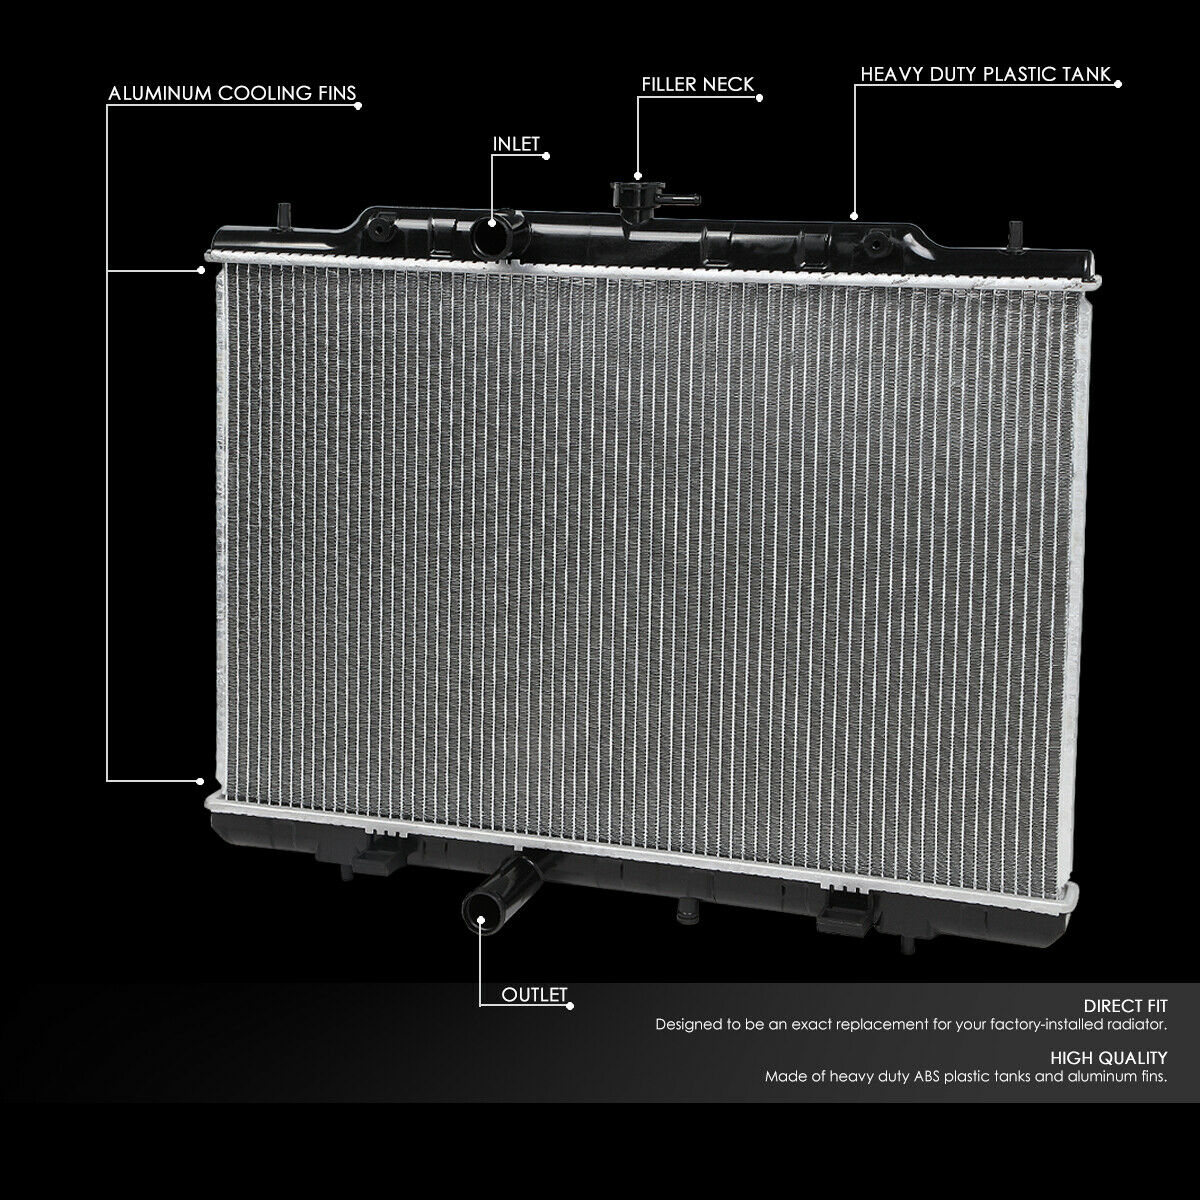 ALUMINUM COOLING FINS
FILLER NECK
HEAVY DUTY PLASTIC TANK
INLET
OUTLET
DIRECT FIT
Designed to be an exact replacement for your factory-installed radiator.
HIGH QUALITY
Made of heavy duty ABS plastic tanks and aluminum fins.